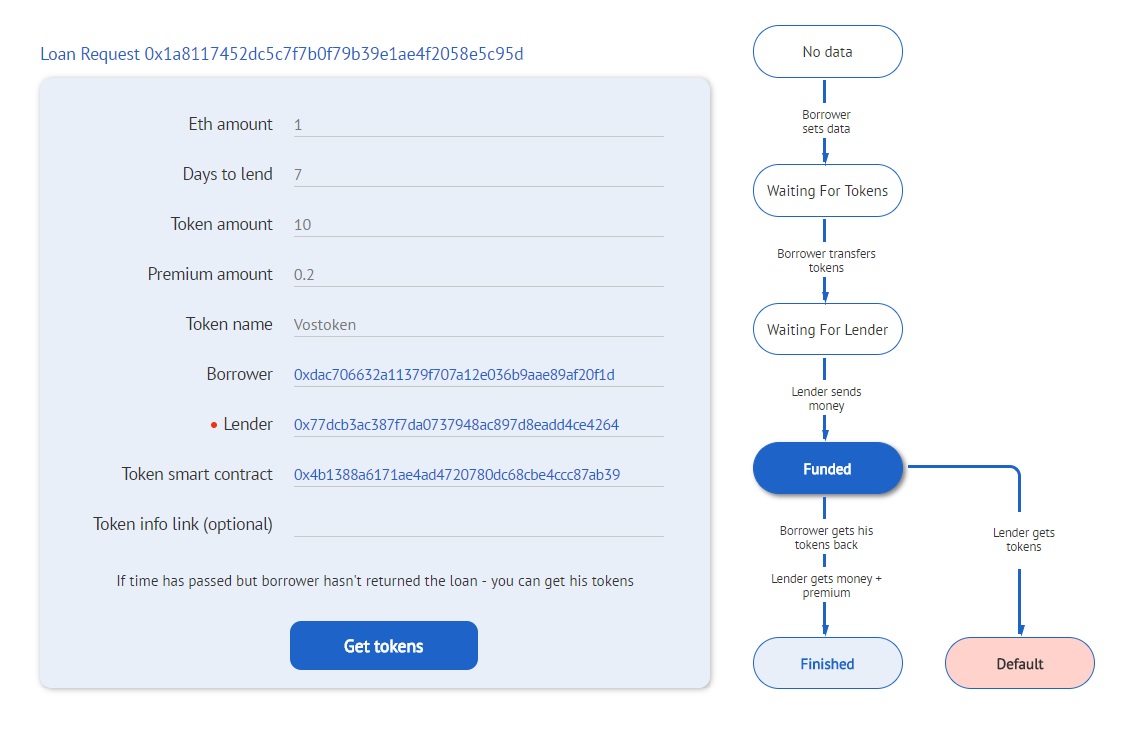 Loan Request 0x1a8117452dc5c7f7b0f79b39e1ae4f2058e5c95d
Eth amount 1
Days to lend 7
Token amount 10
Premium amount 0.2
Token name Vostoken
Borrower 0xdac706632a11379f707a12e036b9aae89af20f1d
Lender 0x77dcb3ac387f7da0737948ac897d8eadd4ce4264
Token smart contract 0x4b1388a6171ae4ad4720780dc68cbe4ccc87ab39
Token info link (optional)
If time has passed but borrower hasn't returned the loan - you can get his tokens
Get tokens
No data
Borrower
sets data
Waiting For Tokens
Borrower transfers
tokens
Waiting For Lender
Lender sends
money
Funded
Borrower gets his
tokens back
Lender gets money +
premium
Finished
Lender gets
tokens
Default